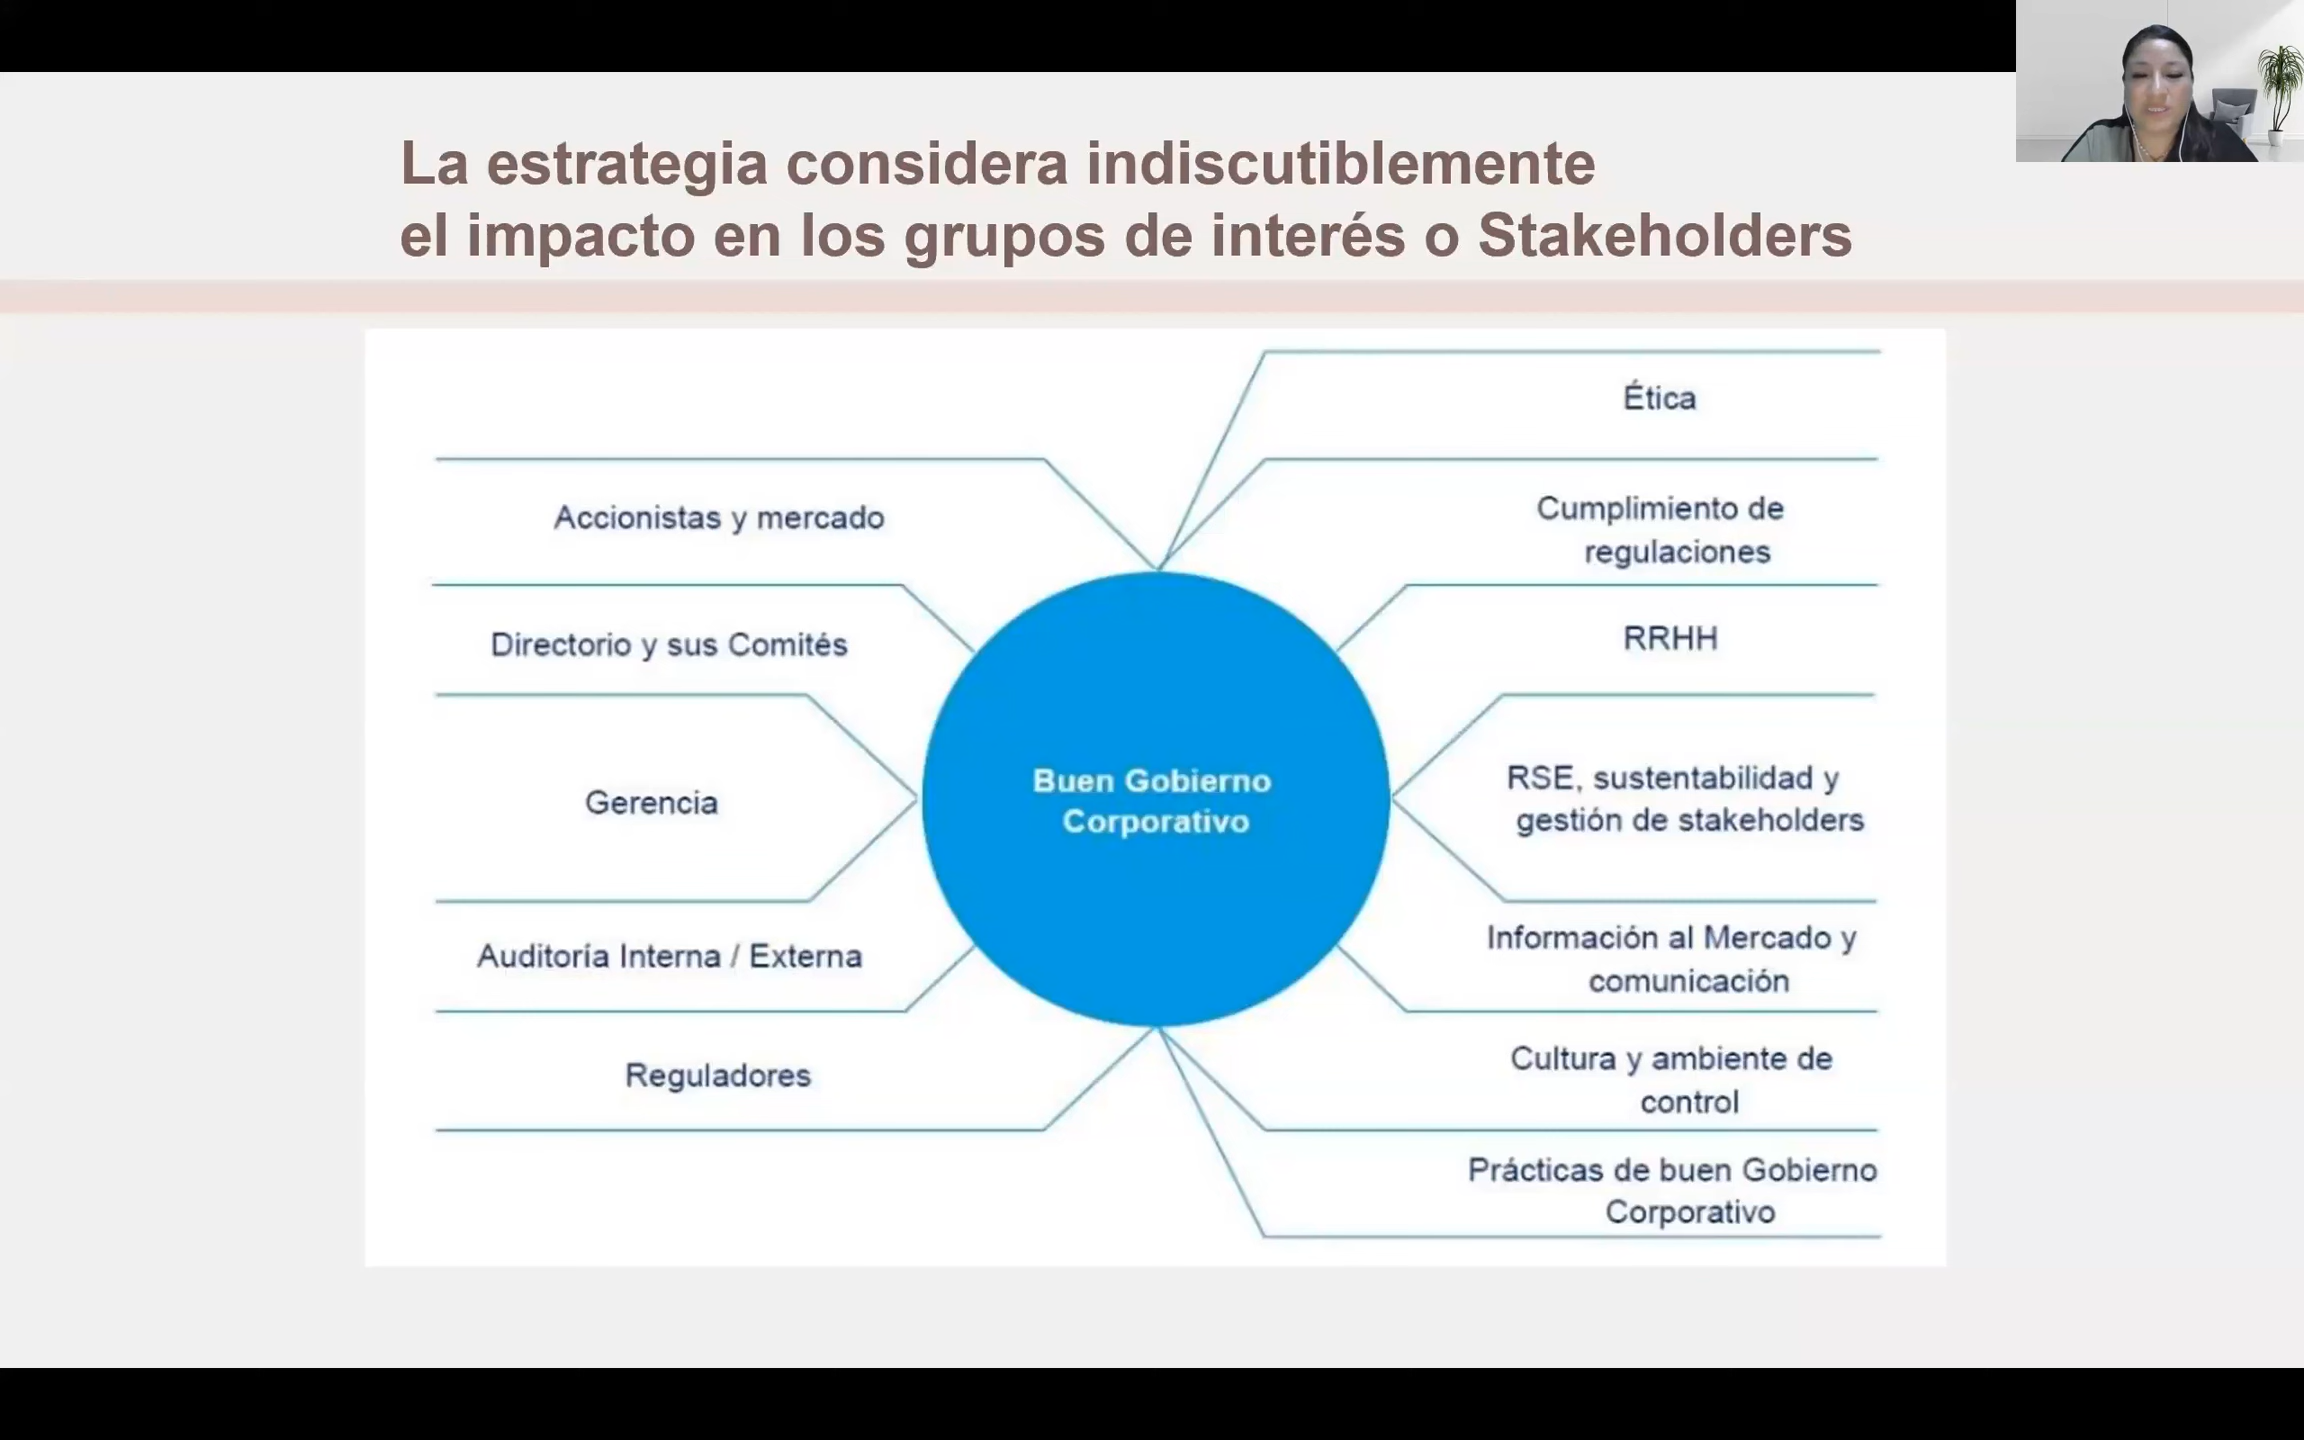 La estrategia considera indiscutiblemente
el impacto en los grupos de interés o Stakeholders
Accionistas y mercado
Directorio y sus Comités
Gerencia
Auditoría Interna / Externa
Reguladores
Buen Gobierno
Corporativo
Ética
Cumplimiento de
regulaciones
RRHH
RSE, sustentabilidad y
gestión de stakeholders
Información al Mercado y
comunicación
Cultura y ambiente de
control
Prácticas de buen Gobierno
Corporativo